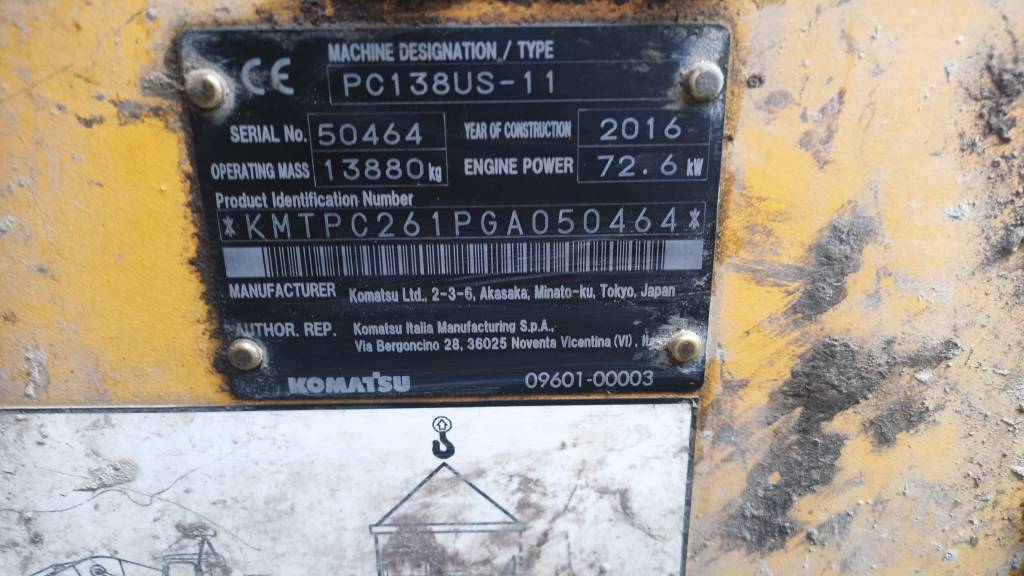 CE
MACHINE DESIGNATION / TYPE
PC138US-11
SERIAL No. 50464 YEAR OF CONSTRUCTION 2016
OPERATING MASS 13880 kg ENGINE POWER 72.6 kW
Product Identification Number
*KMTPC261PGA050464*
MANUFACTURER Komatsu Ltd., 2-3-6, Akasaka, Minato-ku, Tokyo, Japan
AUTHOR. REP. Komatsu Italia Manufacturing S.p.A.,
Via Bergoncino 28, 36025 Noventa Vicentina (VI),
KOMATSU 09601-00003